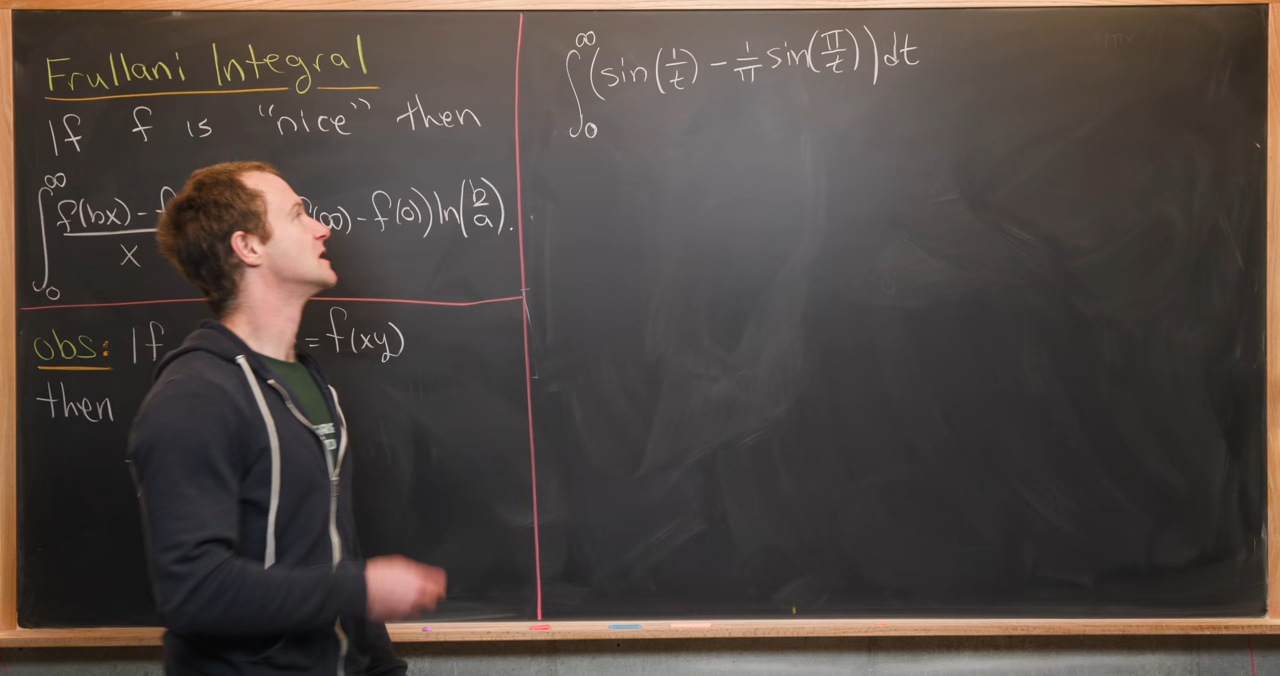 Frullani Integral
If f is "nice" then
∫₀^∞ f(bx) - f / x (∞) - f(0)) ln(b/a).
obs: If = f(xy)
then
∫₀^∞ (sin(1/t) - 1/π sin(π/t)) dt